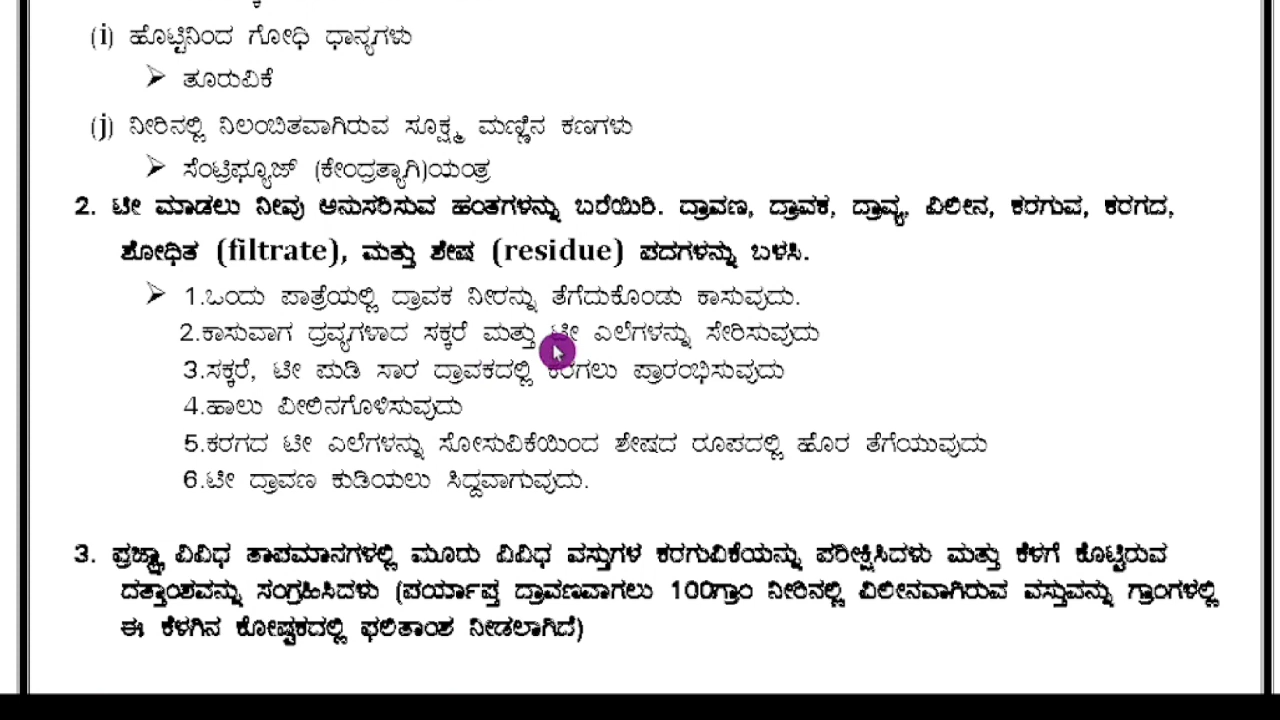 (i) ಹೊಟ್ಟಿನಿಂದ ಗೋಧಿ ಧಾನ್ಯಗಳು
➢ ತೂರುವಿಕೆ
(j) ನೀರಿನಲ್ಲಿ ನಿಲಂಬಿತವಾಗಿರುವ ಸೂಕ್ಷ್ಮ ಮಣ್ಣಿನ ಕಣಗಳು
➢ ಸೆಂಟ್ರಿಫ್ಯೂಜ್ (ಕೇಂದ್ರತ್ಯಾಗಿ)ಯಂತ್ರ
2. ಟೀ ಮಾಡಲು ನೀವು ಅನುಸರಿಸುವ ಹಂತಗಳನ್ನು ಬರೆಯಿರಿ. ದ್ರಾವಣ, ದ್ರಾವಕ, ದ್ರಾವ್ಯ, ವಿಲೀನ, ಕರಗುವ, ಕರಗದ,
ಶೋಧಿತ (filtrate), ಮತ್ತು ಶೇಷ (residue) ಪದಗಳನ್ನು ಬಳಸಿ.
➢ 1.ಒಂದು ಪಾತ್ರೆಯಲ್ಲಿ ದ್ರಾವಕ ನೀರನ್ನು ತೆಗೆದುಕೊಂಡು ಕಾಸುವುದು.
2.ಕಾಸುವಾಗ ದ್ರವ್ಯಗಳಾದ ಸಕ್ಕರೆ ಮತ್ತು ಟೀ ಎಲೆಗಳನ್ನು ಸೇರಿಸುವುದು
3.ಸಕ್ಕರೆ, ಟೀ ಪುಡಿ ಸಾರ ದ್ರಾವಕದಲ್ಲಿ ಕರಗಲು ಪ್ರಾರಂಭಿಸುವುದು
4.ಹಾಲು ವೀಲಿನಗೊಳಿಸುವುದು
5.ಕರಗದ ಟೀ ಎಲೆಗಳನ್ನು ಸೋಸುವಿಕೆಯಿಂದ ಶೇಷದ ರೂಪದಲ್ಲಿ ಹೊರ ತೆಗೆಯುವುದು
6.ಟೀ ದ್ರಾವಣ ಕುಡಿಯಲು ಸಿದ್ದವಾಗುವುದು.
3. ಪ್ರಜ್ಞಾ ವಿವಿಧ ತಾಪಮಾನಗಳಲ್ಲಿ ಮೂರು ವಿವಿಧ ವಸ್ತುಗಳ ಕರಗುವಿಕೆಯನ್ನು ಪರೀಕ್ಷಿಸಿದಳು ಮತ್ತು ಕೆಳಗೆ ಕೊಟ್ಟಿರುವ
ದತ್ತಾಂಶವನ್ನು ಸಂಗ್ರಹಿಸಿದಳು (ಪರ್ಯಾಪ್ತ ದ್ರಾವಣವಾಗಲು 100ಗ್ರಾಂ ನೀರಿನಲ್ಲಿ ವಿಲೀನವಾಗಿರುವ ವಸ್ತುವನ್ನು ಗ್ರಾಂಗಳಲ್ಲಿ
ಈ ಕೆಳಗಿನ ಕೋಷ್ಟಕದಲ್ಲಿ ಫಲಿತಾಂಶ ನೀಡಲಾಗಿದೆ)